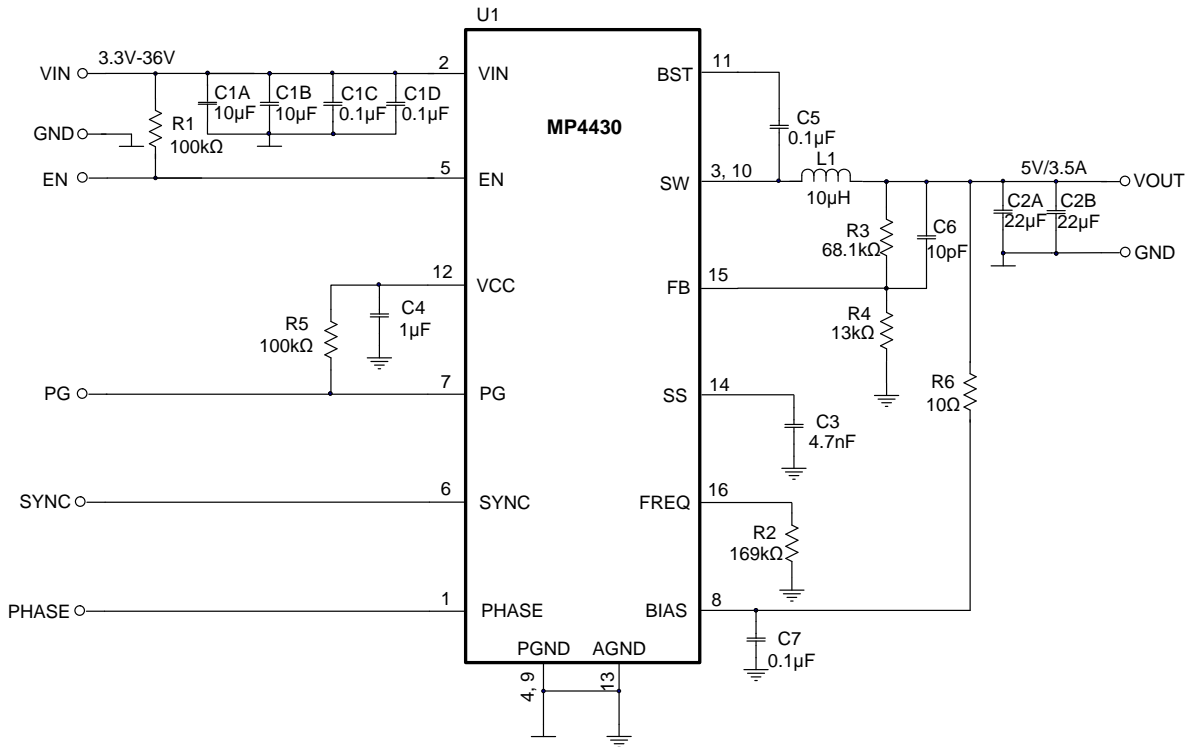 U1
MP4430
VIN
3.3V-36V
2
VIN
C1A
10µF
C1B
10µF
C1C
0.1µF
C1D
0.1µF
GND
R1
100kΩ
EN
5
EN
12
VCC
C4
1µF
R5
100kΩ
PG
7
PG
SYNC
6
SYNC
PHASE
1
PHASE
PGND
4, 9
AGND
13
BST
11
C5
0.1µF
SW
3, 10
L1
10µH
5V/3.5A
VOUT
R3
68.1kΩ
C6
10pF
C2A
22µF
C2B
22µF
GND
FB
15
R4
13kΩ
SS
14
C3
4.7nF
R6
10Ω
FREQ
16
R2
169kΩ
BIAS
8
C7
0.1µF